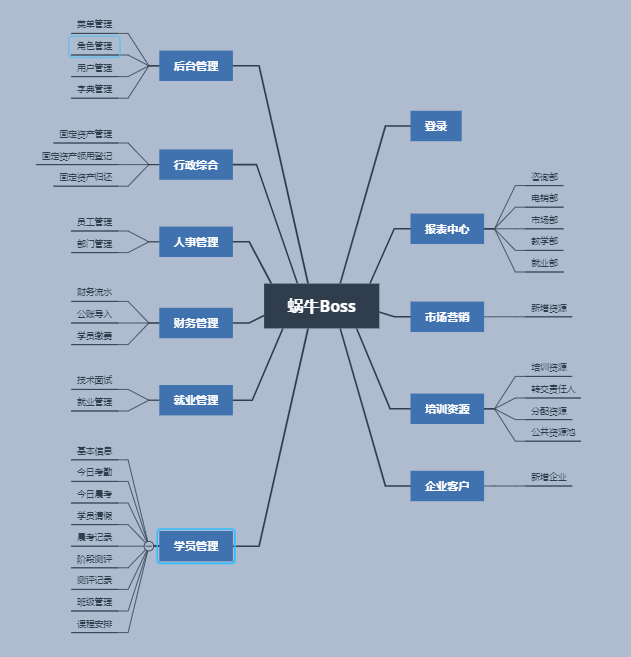 蜗牛Boss
登录
报表中心
咨询部
电销部
市场部
教学部
就业部
市场营销
新增资源
培训资源
培训资源
转交责任人
分配资源
公共资源池
企业客户
新增企业
后台管理
菜单管理
角色管理
用户管理
字典管理
行政综合
固定资产管理
固定资产领用登记
固定资产归还
人事管理
员工管理
部门管理
财务管理
财务流水
公账导入
学员缴费
就业管理
技术面试
就业管理
学员管理
基本信息
今日考勤
今日晨考
学员请假
晨考记录
阶段测评
测评记录
班级管理
课程安排